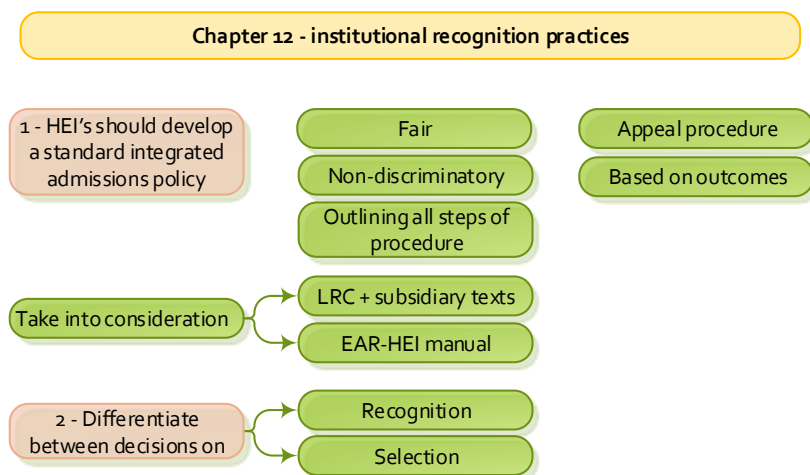 Chapter 12 - institutional recognition practices
1 - HEI's should develop
a standard integrated
admissions policy
Fair
Non-discriminatory
Outlining all steps of
procedure
Appeal procedure
Based on outcomes
Take into consideration
LRC + subsidiary texts
EAR-HEI manual
2 - Differentiate
between decisions on
Recognition
Selection